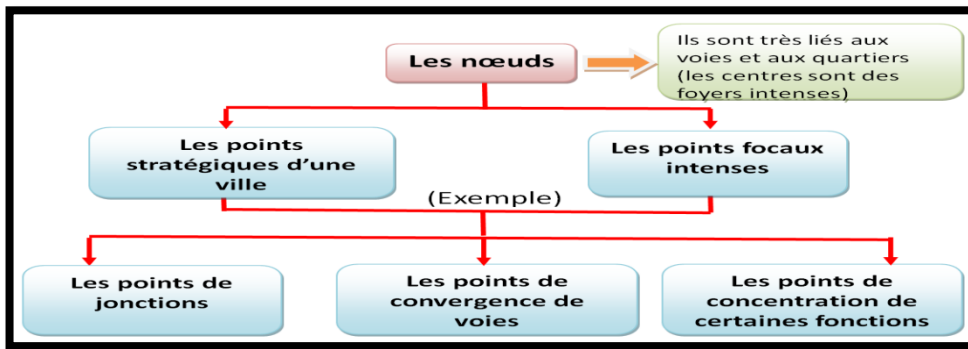 Les nœuds
Ils sont très liés aux
voies et aux quartiers
(les centres sont des
foyers intenses)
Les points
stratégiques d’une
ville
Les points focaux
intenses
(Exemple)
Les points de
jonctions
Les points de
convergence de
voies
Les points de
concentration de
certaines fonctions